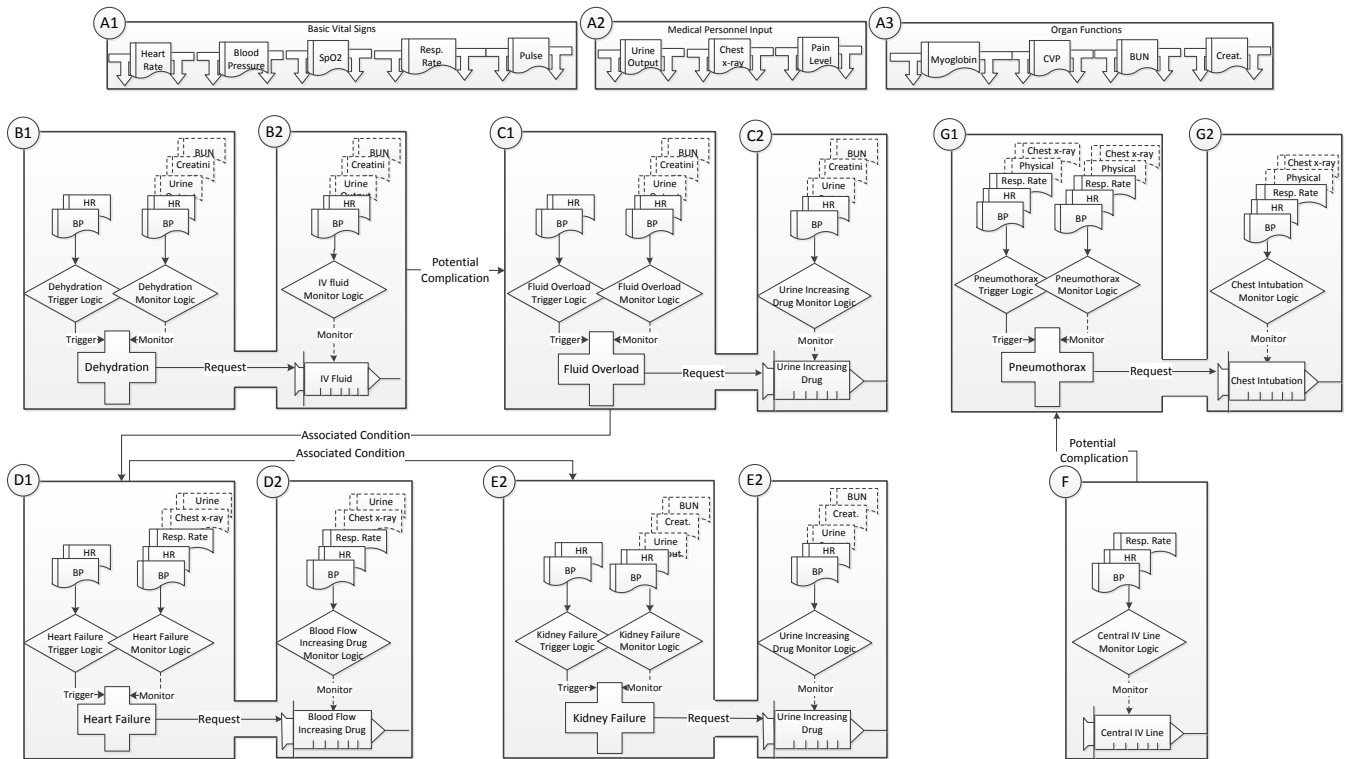 A1
Basic Vital Signs
Heart
Rate
Blood
Pressure
SpO2
Resp.
Rate
Pulse
A2
Medical Personnel Input
Urine
Output
Chest
x-ray
Pain
Level
A3
Organ Functions
Myoglobin
CVP
BUN
Creat.
B1
BUN
Creatini
Urine
HR
BP
HR
BP
Dehydration
Trigger Logic
Dehydration
Monitor Logic
Trigger
Monitor
Dehydration
Request
B2
BUN
Creatini
Urine
HR
BP
IV fluid
Monitor Logic
Monitor
IV Fluid
Potential
Complication
C1
BUN
Creatini
Urine
HR
BP
HR
BP
Fluid Overload
Trigger Logic
Fluid Overload
Monitor Logic
Trigger
Monitor
Fluid Overload
Request
C2
BUN
Creatini
Urine
HR
BP
Urine Increasing
Drug Monitor Logic
Monitor
Urine Increasing
Drug
G1
Chest x-ray
Physical
Resp. Rate
HR
BP
Chest x-ray
Physical
Resp. Rate
HR
BP
Pneumothorax
Trigger Logic
Pneumothorax
Monitor Logic
Trigger
Monitor
Pneumothorax
Request
G2
Chest x-ray
Physical
Resp. Rate
HR
BP
Chest Intubation
Monitor Logic
Monitor
Chest Intubation
Associated Condition
Associated Condition
Potential
Complication
D1
Urine
Chest x-ray
Resp. Rate
HR
BP
HR
BP
Heart Failure
Trigger Logic
Heart Failure
Monitor Logic
Trigger
Monitor
Heart Failure
Request
D2
Urine
Chest x-ray
Resp. Rate
HR
BP
Blood Flow
Increasing Drug
Monitor Logic
Monitor
Blood Flow
Increasing Drug
E2
BUN
Creat.
Urine
HR
BP
HR
BP
Kidney Failure
Trigger Logic
Kidney Failure
Monitor Logic
Trigger
Monitor
Kidney Failure
Request
E2
BUN
Creat.
Urine
HR
BP
Urine Increasing
Drug Monitor Logic
Monitor
Urine Increasing
Drug
F
Resp. Rate
HR
BP
Central IV Line
Monitor Logic
Monitor
Central IV Line